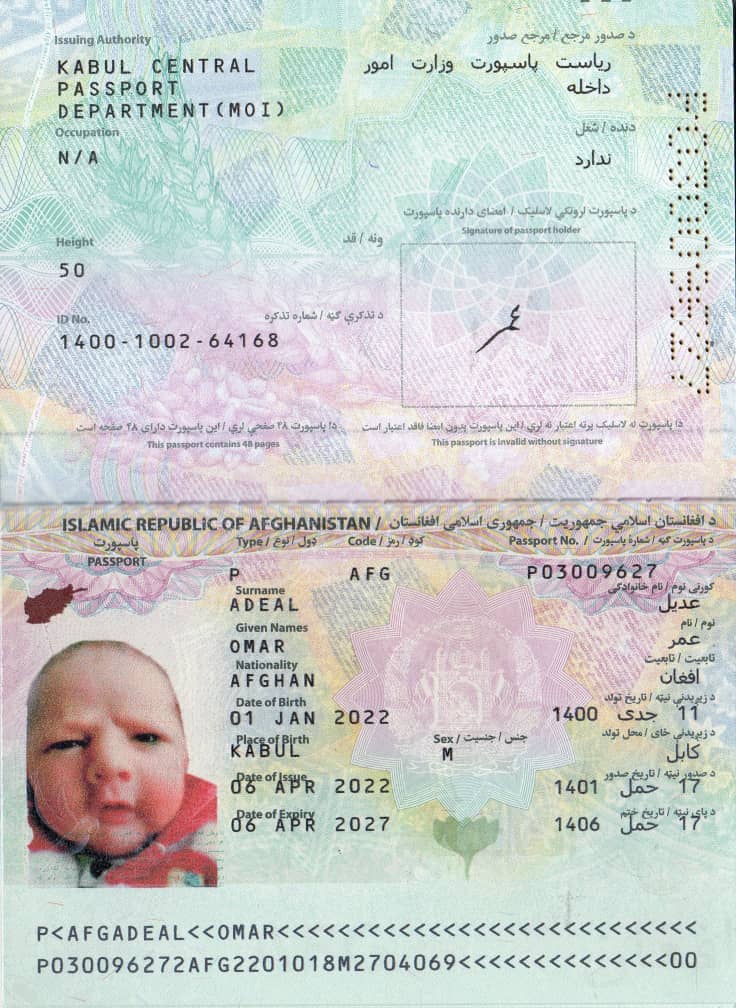 Issuing Authority د صدور مرجع / مرجع صدور
KABUL CENTRAL ریاست پاسپورت وزارت امور
PASSPORT داخله
DEPARTMENT(MOI)
Occupation دنده / شغل
N/A ندارد
د پاسپورت لرونکي لاسلیک / امضای دارنده پاسپورت
Signature of passport holder
Height ونه / قد
50
ID No. د تذکرې ګڼه / شماره تذکره
1400-1002-64168
عمر
دا پاسپورت ۴۸ صفحې لري / این پاسپورت دارای ۴۸ صفحه است
This passport contains 48 pages
دا پاسپورت له لاسلیک پرته اعتبار نه لري / این پاسپورت بدون امضا فاقد اعتبار است
This passport is invalid without signature
ISLAMIC REPUBLIC OF AFGHANISTAN / د افغانستان اسلامي جمهوریت / جمهوری اسلامی افغانستان
پاسپورت
PASSPORT
Type / ډول / نوع Code / کوډ / رمز Passport No. / د پاسپورت ګڼه / شمارۀ پاسپورت
P AFG P03009627
Surname کورنی نوم / نام خانوادگی
ADEAL عدیل
Given Names نوم / نام
OMAR عمر
Nationality تابعیت / تابعیت
AFGHAN افغان
Date of Birth د زیږیدنې نېټه / تاریخ تولد
01 JAN 2022 11 جدی 1400
Place of Birth Sex / جنس / جنسیت د زیږیدنې ځای / محل تولد
KABUL M کابل
Date of Issue د صدور نېټه / تاریخ صدور
06 APR 2022 17 حمل 1401
Date of Expiry د پای نېټه / تاریخ ختم
06 APR 2027 17 حمل 1406
P<AFGADEAL<<OMAR<<<<<<<<<<<<<<<<<<<<<<<<<<<<
P030096272AFG2201018M2704069<<<<<<<<<<<<<<00